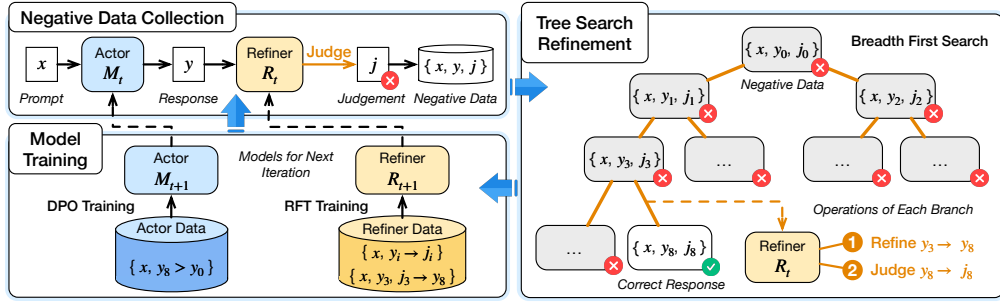 Negative Data Collection
x
Prompt
Actor
M_t
y
Response
Refiner
R_t
Judge
j
Judgement
{ x, y, j }
Negative Data
Model
Training
Models for Next
Iteration
Actor
M_{t+1}
DPO Training
Actor Data
{ x, y_8 > y_0 }
Refiner
R_{t+1}
RFT Training
Refiner Data
{ x, y_i → j_i }
{ x, y_3, j_3 → y_8 }
Tree Search
Refinement
Breadth First Search
{ x, y_0, j_0 }
Negative Data
{ x, y_1, j_1 }
{ x, y_2, j_2 }
{ x, y_3, j_3 }
...
...
...
...
{ x, y_8, j_8 }
Correct Response
Operations of Each Branch
Refiner
R_t
1 Refine y_3 → y_8
2 Judge y_8 → j_8